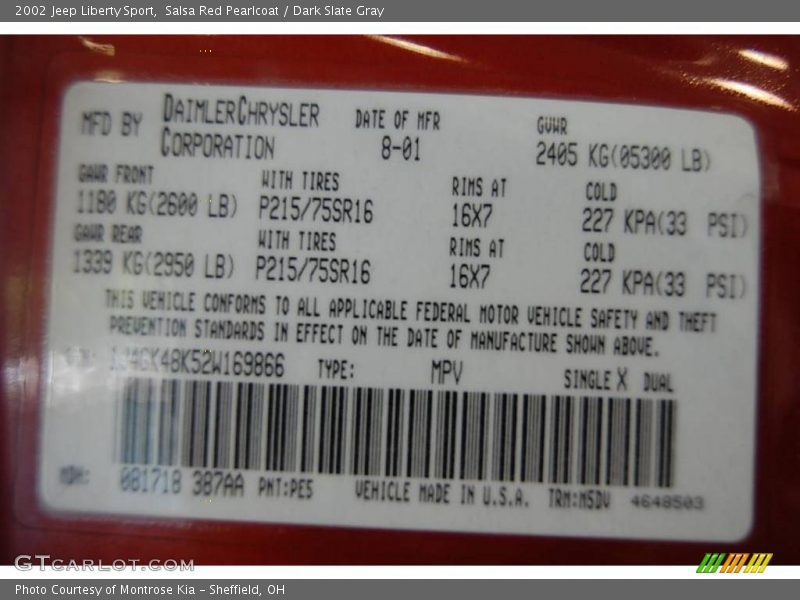 2002 Jeep Liberty Sport,  Salsa Red Pearlcoat / Dark Slate Gray
MFD BY DAIMLERCHRYSLER CORPORATION DATE OF MFR 8-01 GVWR 2405 KG(05300 LB)
GAWR FRONT WITH TIRES RIMS AT COLD
1180 KG(2600 LB) P215/75SR16 16X7 227 KPA(33 PSI)
GAWR REAR WITH TIRES RIMS AT COLD
1339 KG(2950 LB) P215/75SR16 16X7 227 KPA(33 PSI)
THIS VEHICLE CONFORMS TO ALL APPLICABLE FEDERAL MOTOR VEHICLE SAFETY AND THEFT
PREVENTION STANDARDS IN EFFECT ON THE DATE OF MANUFACTURE SHOWN ABOVE.
1J4GK48K52W169866 TYPE: MPV SINGLE X DUAL
MDH: 081718 387AA PNT:PE5 VEHICLE MADE IN U.S.A. TRM:M5DV 4648503
GTCARLOT.COM
Photo Courtesy of Montrose Kia - Sheffield, OH